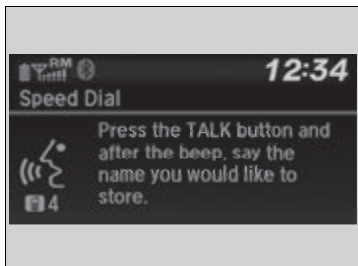 RM 12:34
Speed Dial
Press the TALK button and
after the beep, say the
name you would like to
store.
4